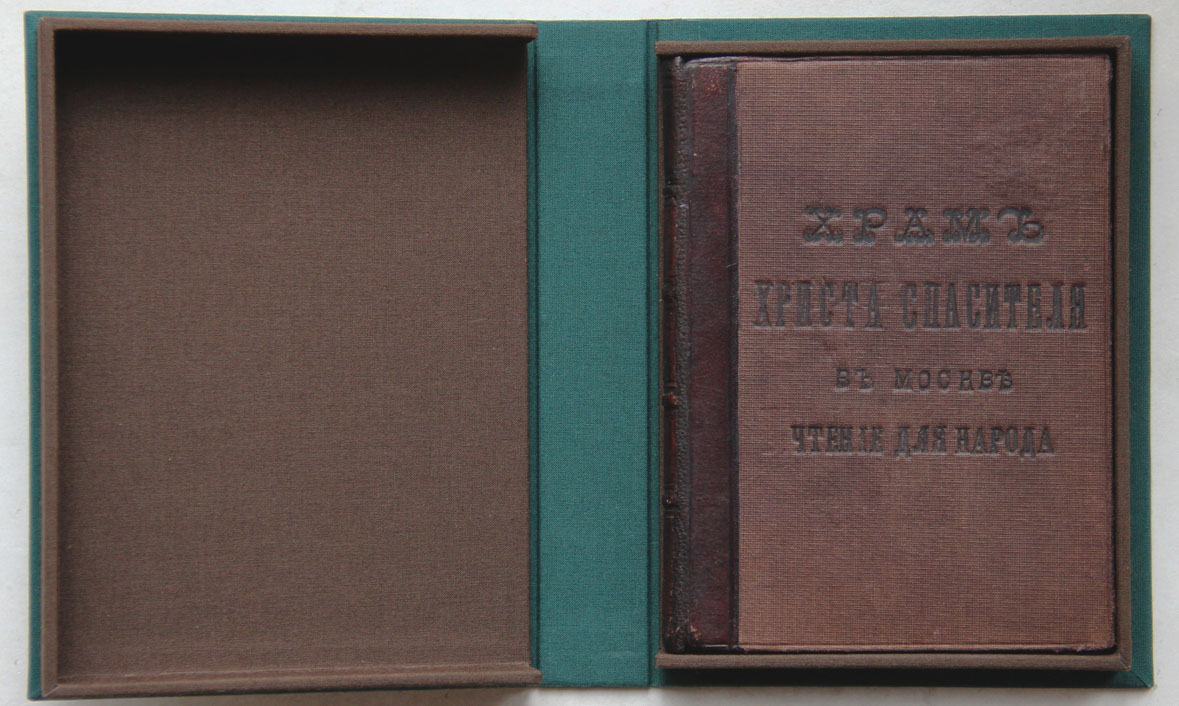 ХРАМЪ
ХРИСТА СПАСИТЕЛЯ
ВЪ МОСКВѢ
ЧТЕНІЕ ДЛЯ НАРОДА